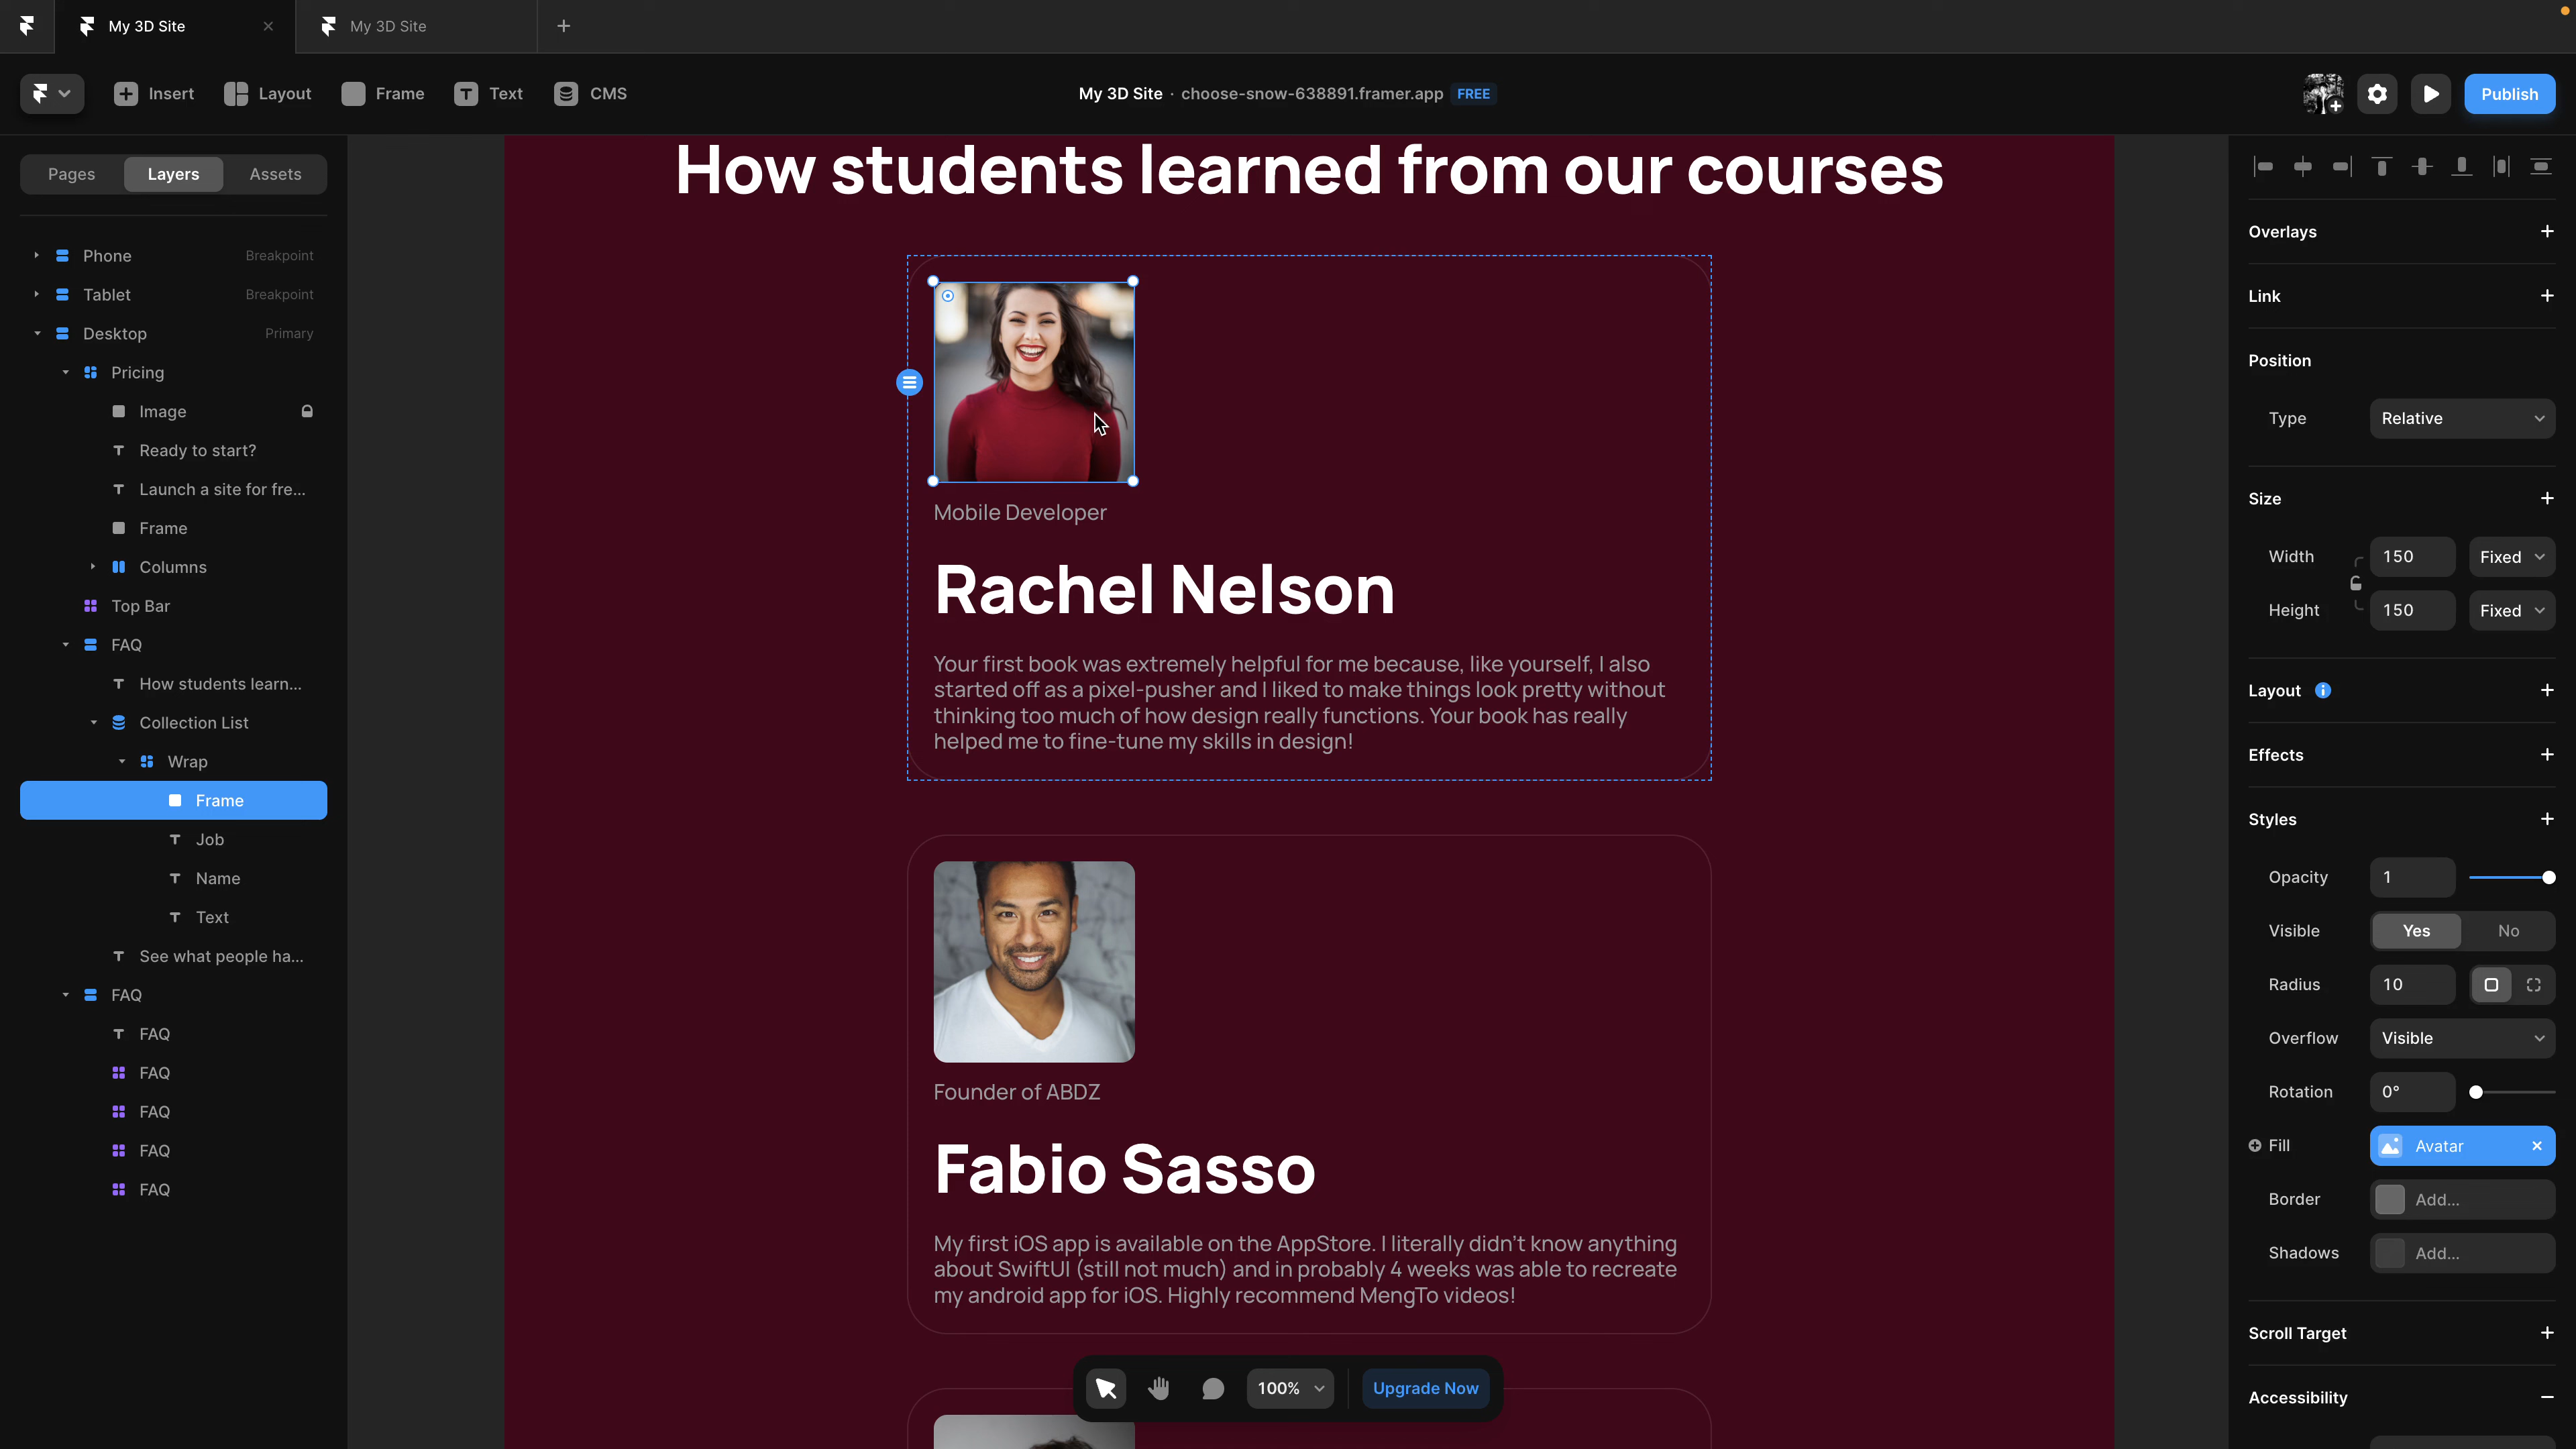 My 3D Site
My 3D Site
Insert
Layout
Frame
Text
CMS
My 3D Site · choose-snow-638891.framer.app FREE
Publish
Pages
Layers
Assets
Phone Breakpoint
Tablet Breakpoint
Desktop Primary
Pricing
Image
Ready to start?
Launch a site for fre...
Frame
Columns
Top Bar
FAQ
How students learn...
Collection List
Wrap
Frame
Job
Name
Text
See what people ha...
FAQ
FAQ
FAQ
FAQ
FAQ
FAQ
How students learned from our courses
Mobile Developer
Rachel Nelson
Your first book was extremely helpful for me because, like yourself, I also
started off as a pixel-pusher and I liked to make things look pretty without
thinking too much of how design really functions. Your book has really
helped me to fine-tune my skills in design!
Founder of ABDZ
Fabio Sasso
My first iOS app is available on the AppStore. I literally didn't know anything
about SwiftUI (still not much) and in probably 4 weeks was able to recreate
my android app for iOS. Highly recommend MengTo videos!
100%
Upgrade Now
Overlays
Link
Position
Type Relative
Size
Width 150 Fixed
Height 150 Fixed
Layout
Effects
Styles
Opacity 1
Visible Yes No
Radius 10
Overflow Visible
Rotation 0°
Fill Avatar
Border Add...
Shadows Add...
Scroll Target
Accessibility